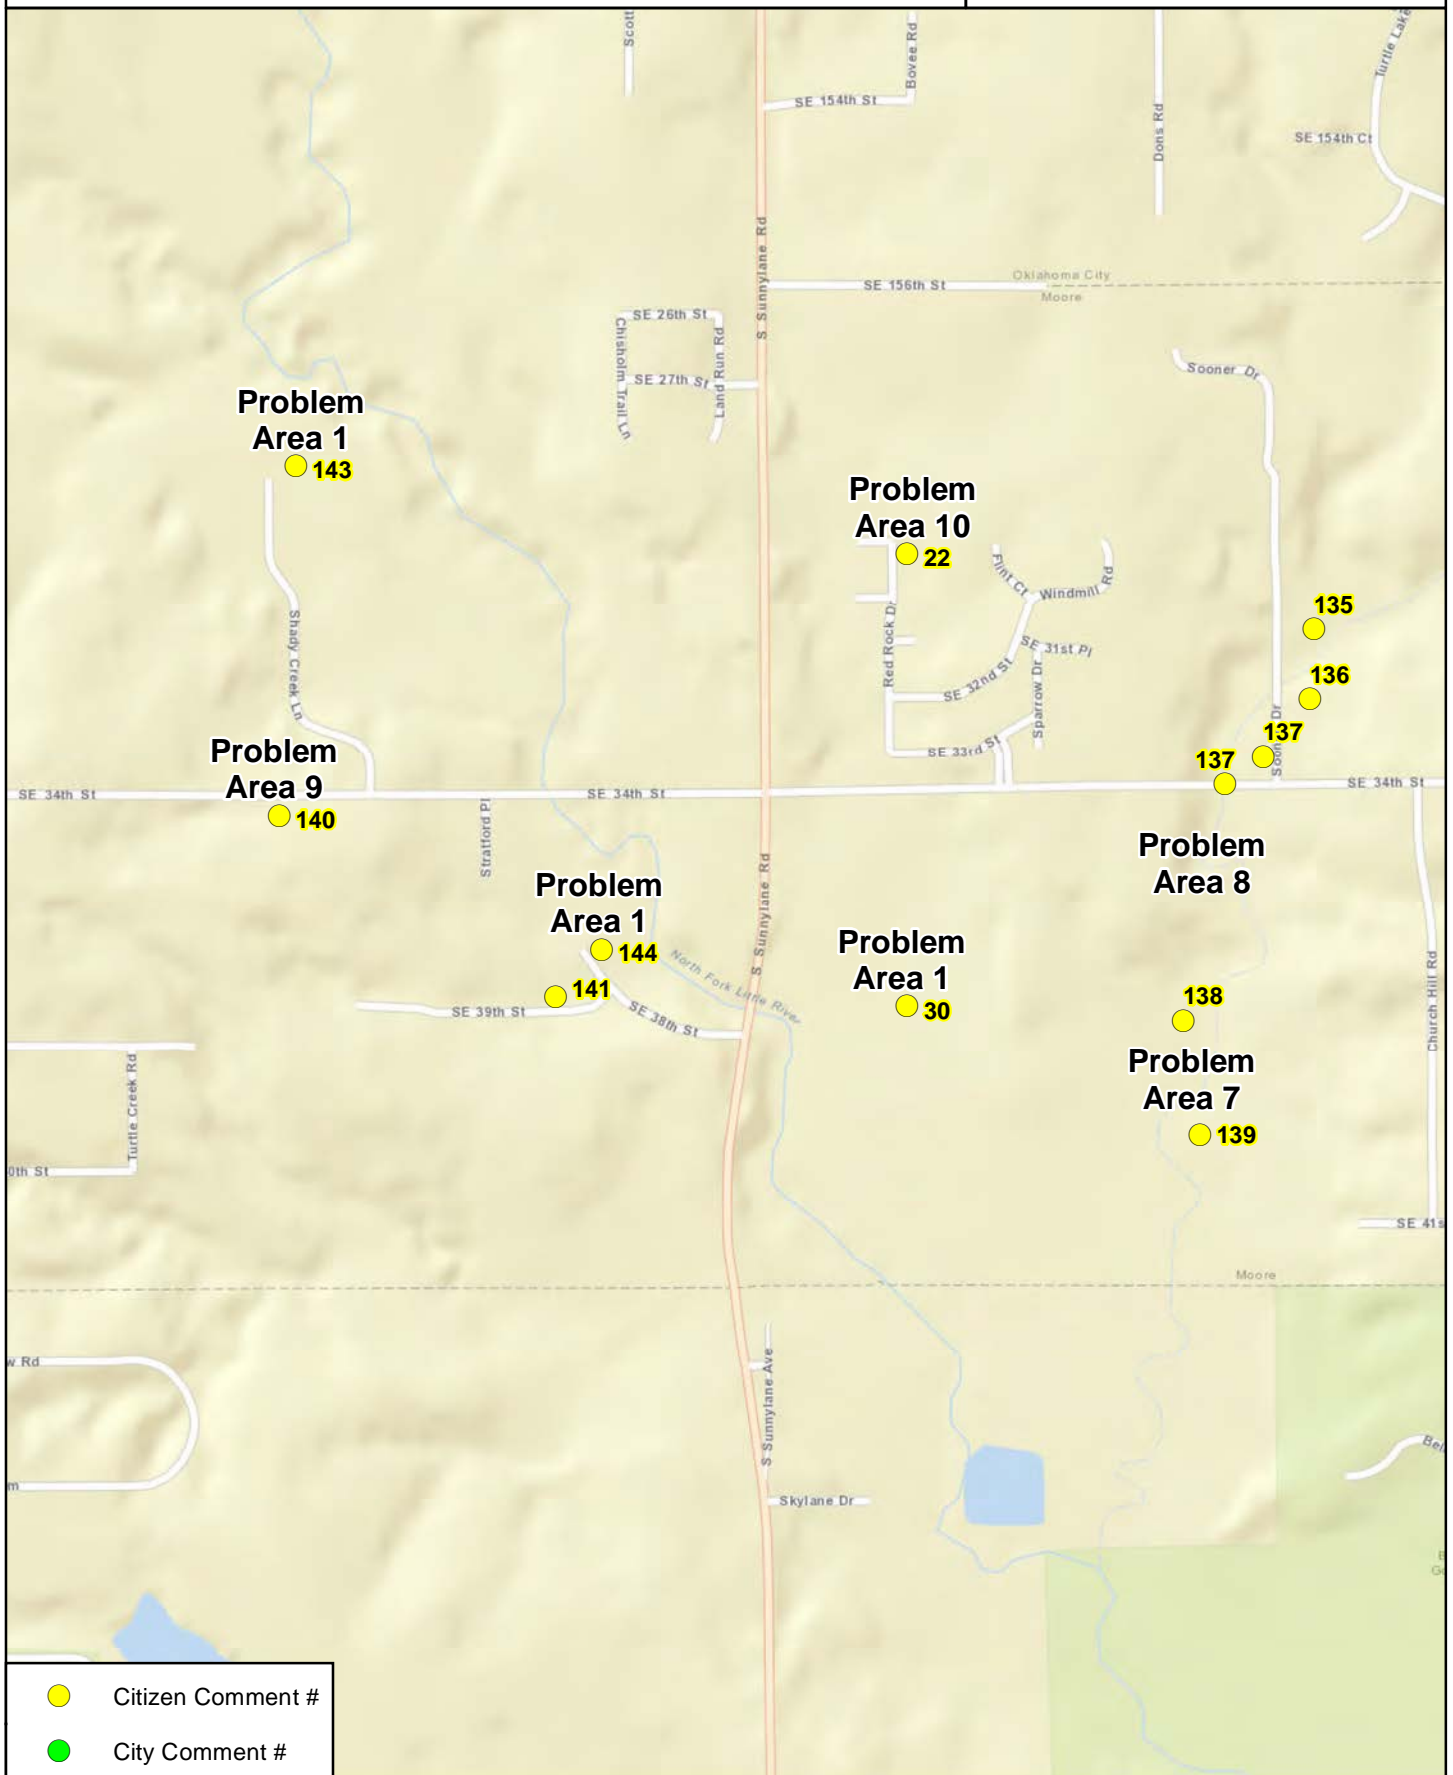 Scott
Bovee Rd
Turtle Lake
SE 154th St
Dons Rd
SE 154th Ct
S Sunnylane Rd
Oklahoma City
SE 156th St
Moore
SE 26th St
Chisholm Trail Ln
Land Run Rd
SE 27th St
Sooner Dr
Problem
Area 1
143
Problem
Area 10
22
Flint Ct
Windmill Rd
135
Shady Creek Ln
Red Rock Dr
SE 31st Pl
SE 32nd St
Sparrow Dr
136
137
SE 33rd St
137
Problem
Area 9
SE 34th St
SE 34th St
SE 34th St
140
Stratford Pl
Problem
Area 8
Problem
Area 1
144
S Sunnylane Rd
Problem
Area 1
30
North Fork Little River
141
SE 39th St
SE 38th St
138
Church Hill Rd
Problem
Area 7
139
Turtle Creek Rd
0th St
SE 41s
Moore
w Rd
S Sunnylane Ave
Bel
m
Skylane Dr
Citizen Comment #
City Comment #